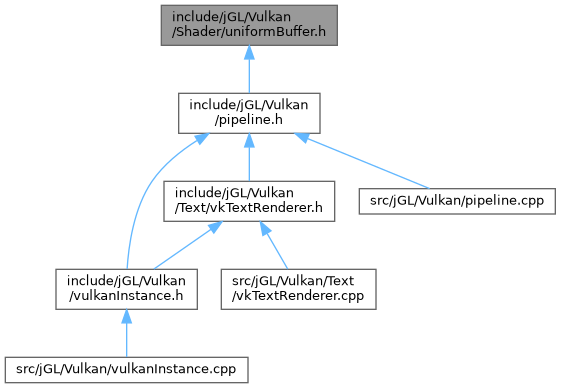 include/jGL/Vulkan
/Shader/uniformBuffer.h
include/jGL/Vulkan
/pipeline.h
include/jGL/Vulkan
/Text/vkTextRenderer.h
src/jGL/Vulkan/pipeline.cpp
include/jGL/Vulkan
/vulkanInstance.h
src/jGL/Vulkan/Text
/vkTextRenderer.cpp
src/jGL/Vulkan/vulkanInstance.cpp